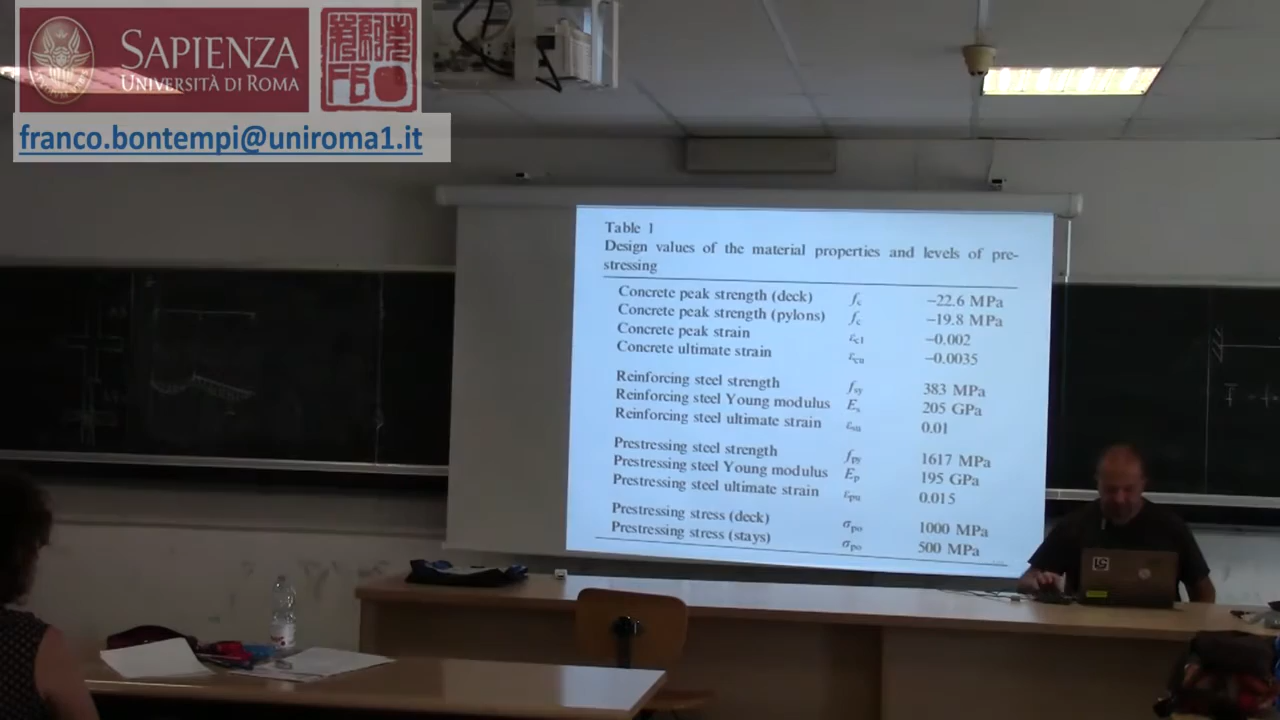 SAPIENZA
UNIVERSITÀ DI ROMA
FBO
franco.bontempi@uniroma1.it
Table 1
Design values of the material properties and levels of pre-
stressing
Concrete peak strength (deck) fc −22.6 MPa
Concrete peak strength (pylons) fc −19.8 MPa
Concrete peak strain εc1 −0.002
Concrete ultimate strain εcu −0.0035
Reinforcing steel strength fsy 383 MPa
Reinforcing steel Young modulus Es 205 GPa
Reinforcing steel ultimate strain εsu 0.01
Prestressing steel strength fpy 1617 MPa
Prestressing steel Young modulus Ep 195 GPa
Prestressing steel ultimate strain εpu 0.015
Prestressing stress (deck) σpo 1000 MPa
Prestressing stress (stays) σpo 500 MPa